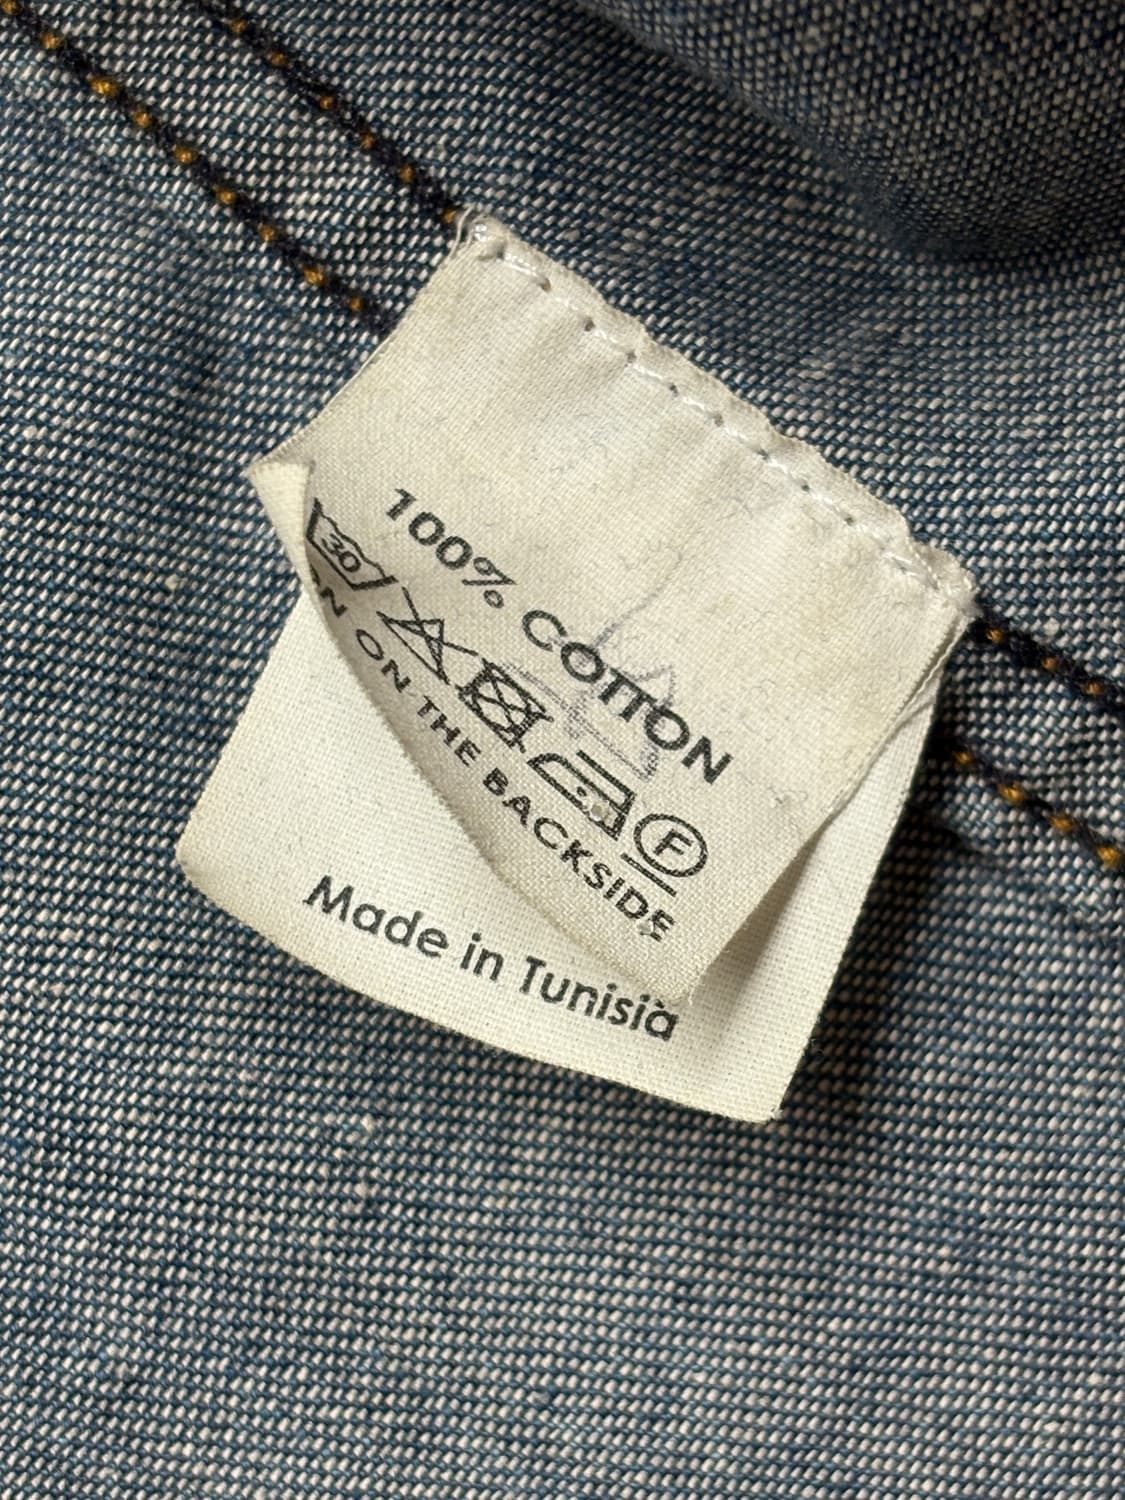 100% COTTON
30 F
ON THE BACKSIDE
Made in Tunisia